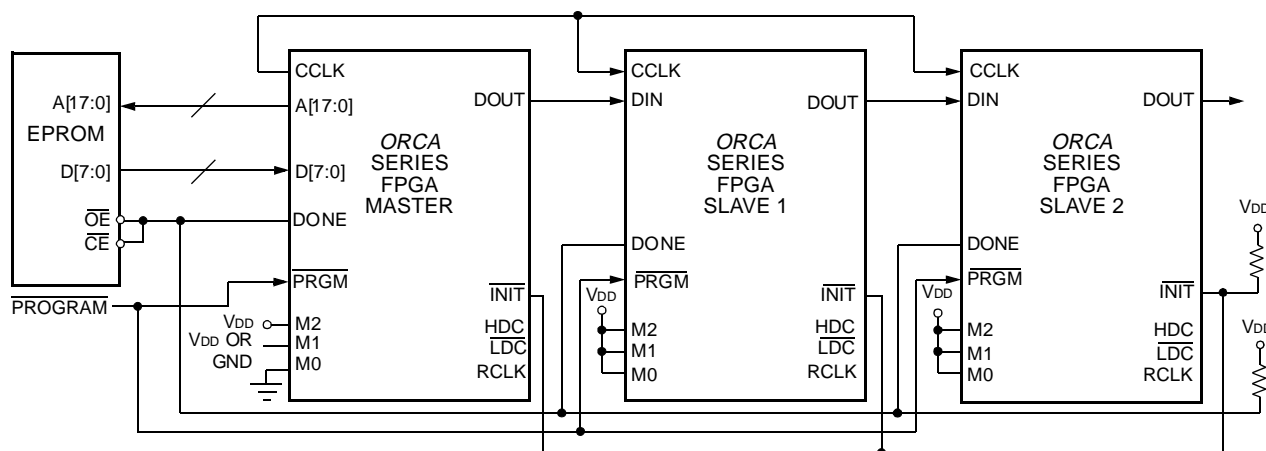 A[17:0]
EPROM
D[7:0]
OE
CE
PROGRAM
CCLK
A[17:0]
DOUT
ORCA
SERIES
FPGA
MASTER
D[7:0]
DONE
PRGM
INIT
VDD
M2
VDD OR
M1
GND
M0
HDC
LDC
RCLK
CCLK
DIN
DOUT
ORCA
SERIES
FPGA
SLAVE 1
DONE
PRGM
INIT
VDD
M2
M1
M0
HDC
LDC
RCLK
CCLK
DIN
DOUT
ORCA
SERIES
FPGA
SLAVE 2
DONE
PRGM
INIT
VDD
M2
M1
M0
HDC
LDC
RCLK
VDD
VDD